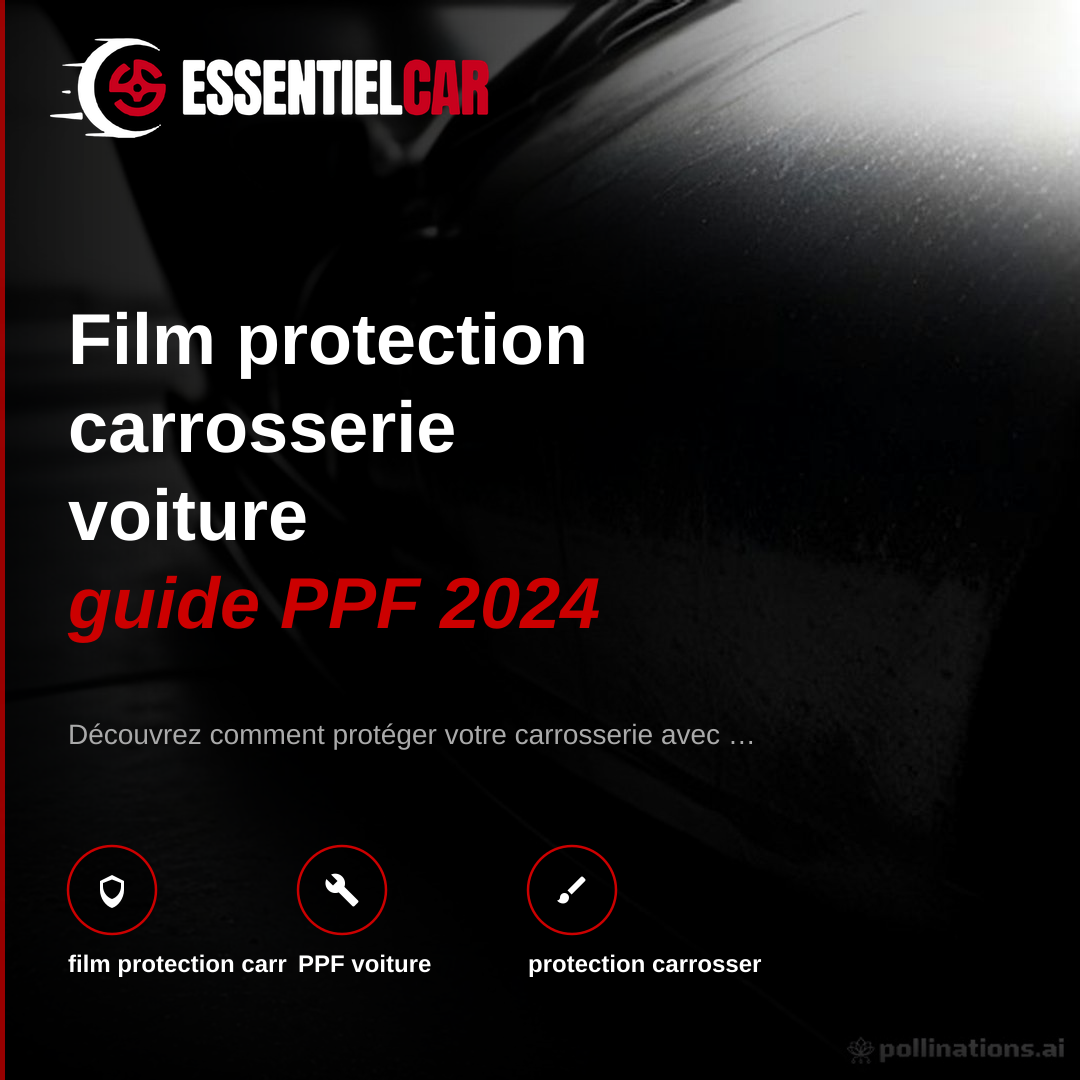 ESSENTIELCAR
Film protection
carrosserie
voiture
guide PPF 2024
Découvrez comment protéger votre carrosserie avec …
film protection carr PPF voiture protection carrosser
pollinations.ai